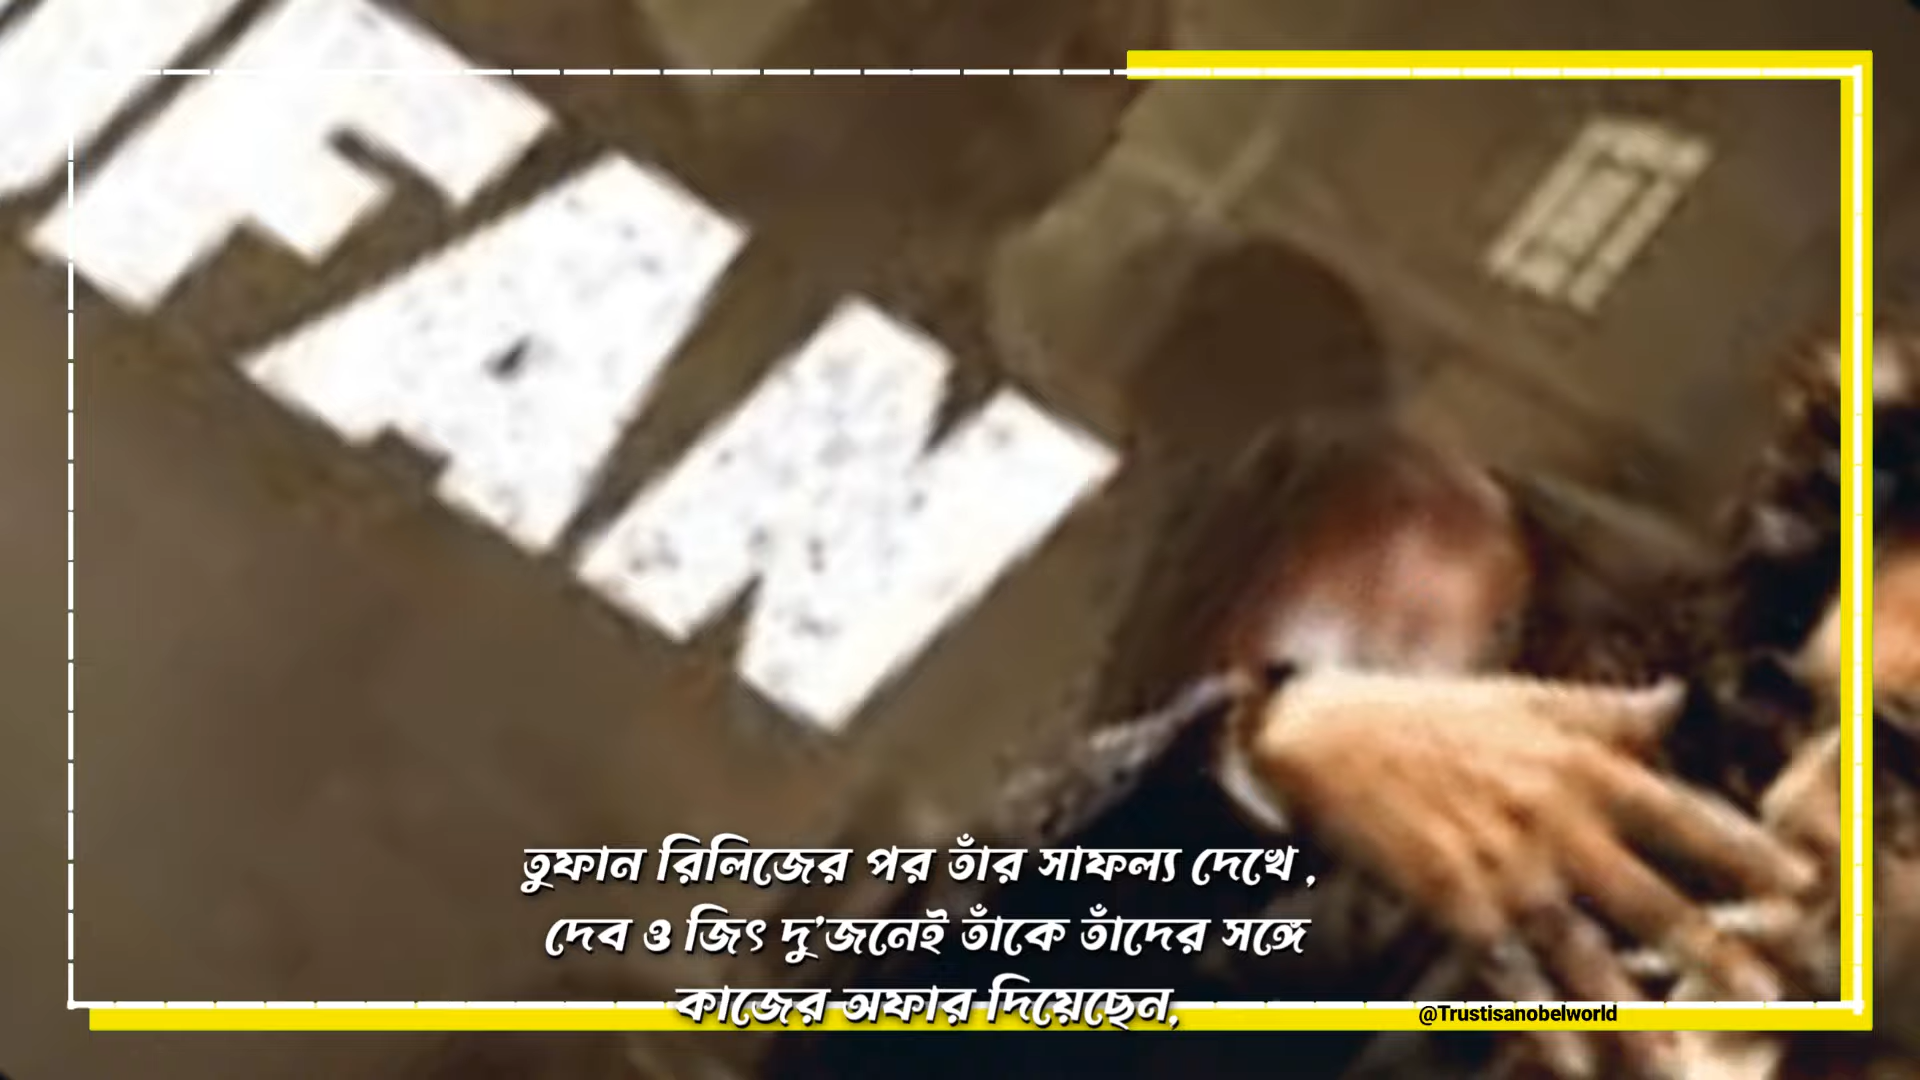 FAN
তুফান রিলিজের পর তাঁর সাফল্য দেখে,
দেব ও জিৎ দু'জনেই তাঁকে তাঁদের সঙ্গে
কাজের অফার দিয়েছেন,
@Trustisanobelworld